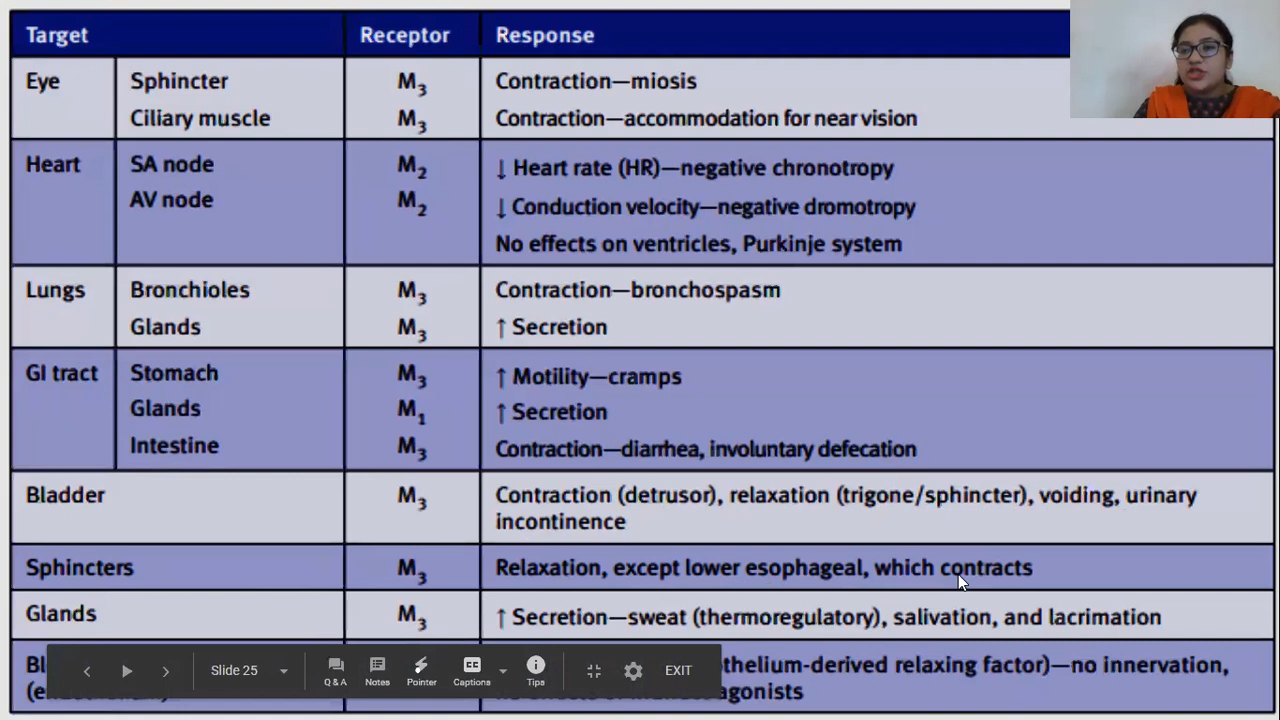 Target Receptor Response
Eye Sphincter M3 Contraction—miosis
Ciliary muscle M3 Contraction—accommodation for near vision
Heart SA node M2 ↓ Heart rate (HR)—negative chronotropy
AV node M2 ↓ Conduction velocity—negative dromotropy
No effects on ventricles, Purkinje system
Lungs Bronchioles M3 Contraction—bronchospasm
Glands M3 ↑ Secretion
GI tract Stomach M3 ↑ Motility—cramps
Glands M1 ↑ Secretion
Intestine M3 Contraction—diarrhea, involuntary defecation
Bladder M3 Contraction (detrusor), relaxation (trigone/sphincter), voiding, urinary
incontinence
Sphincters M3 Relaxation, except lower esophageal, which contracts
Glands M3 ↑ Secretion—sweat (thermoregulatory), salivation, and lacrimation
relaxing factor)—no innervation,
Slide 25 Q & A Notes Pointer Captions Tips EXIT